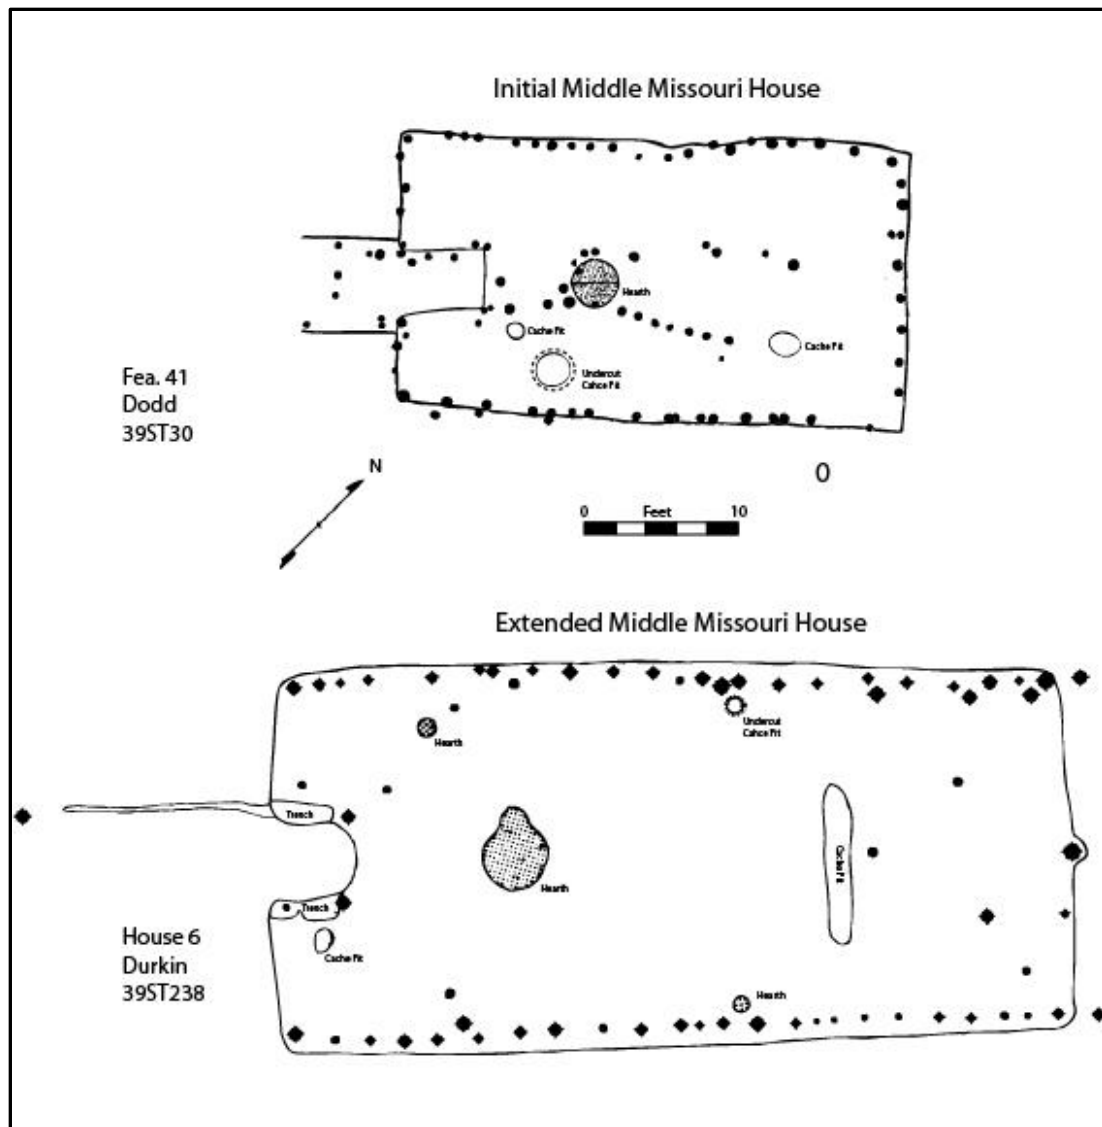 Initial Middle Missouri House
Hearth
Cache Pit
Cache Pit
Undercut
Cahoe Pit
Fea. 41
Dodd
39ST30
N
0
0 Feet 10
Extended Middle Missouri House
Undercut
Cahoe Pit
Hearth
Trench
Cache Pit
Hearth
Trench
House 6
Durkin
39ST238
Cache Pit
Hearth